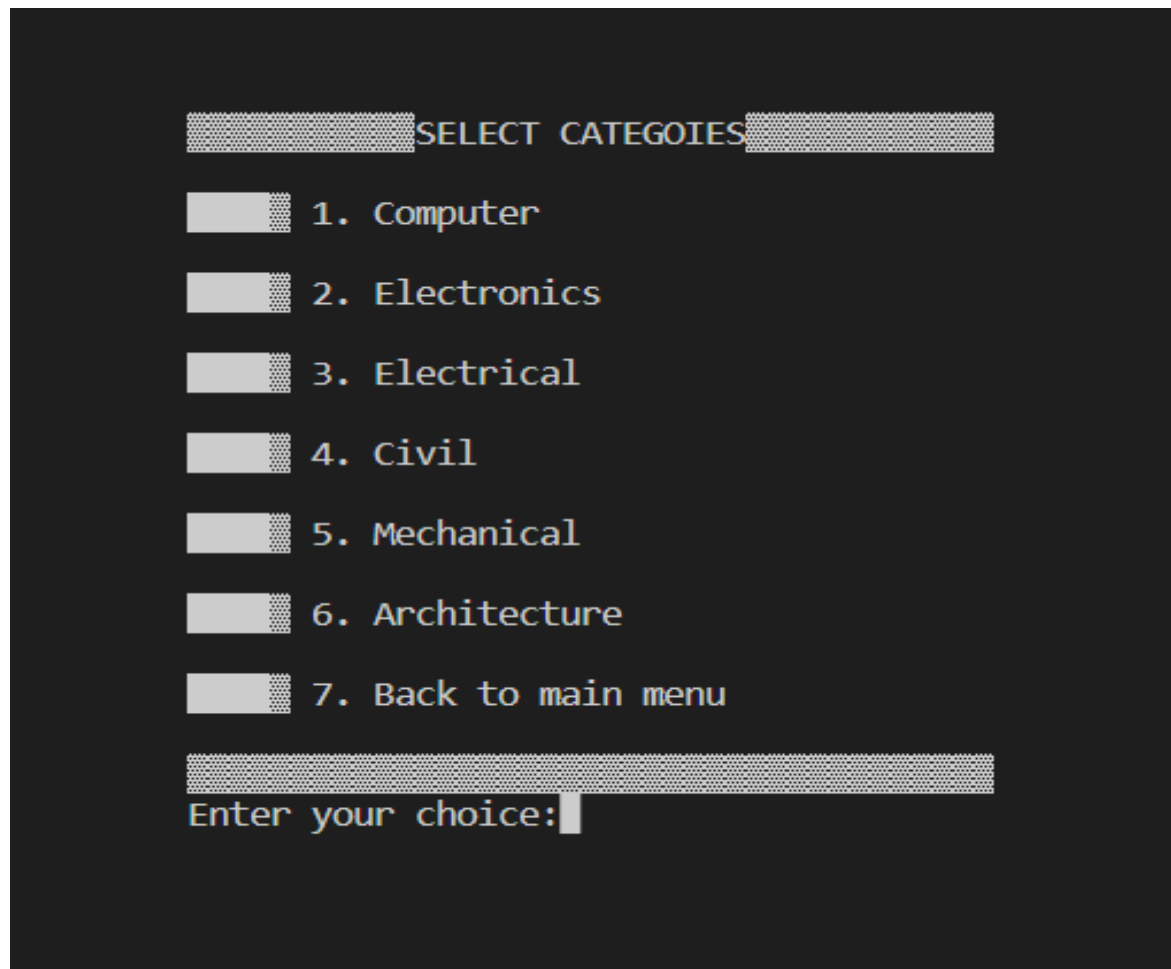 SELECT CATEGOIES
1. Computer
2. Electronics
3. Electrical
4. Civil
5. Mechanical
6. Architecture
7. Back to main menu
Enter your choice: